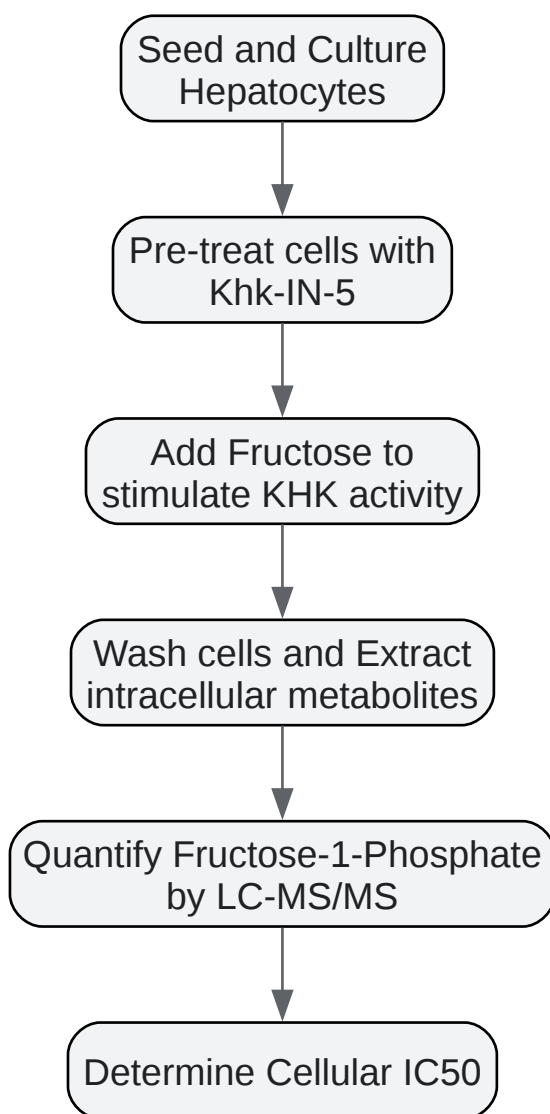 Seed and Culture
Hepatocytes
Pre-treat cells with
Khk-IN-5
Add Fructose to
stimulate KHK activity
Wash cells and Extract
intracellular metabolites
Quantify Fructose-1-Phosphate
by LC-MS/MS
Determine Cellular IC50